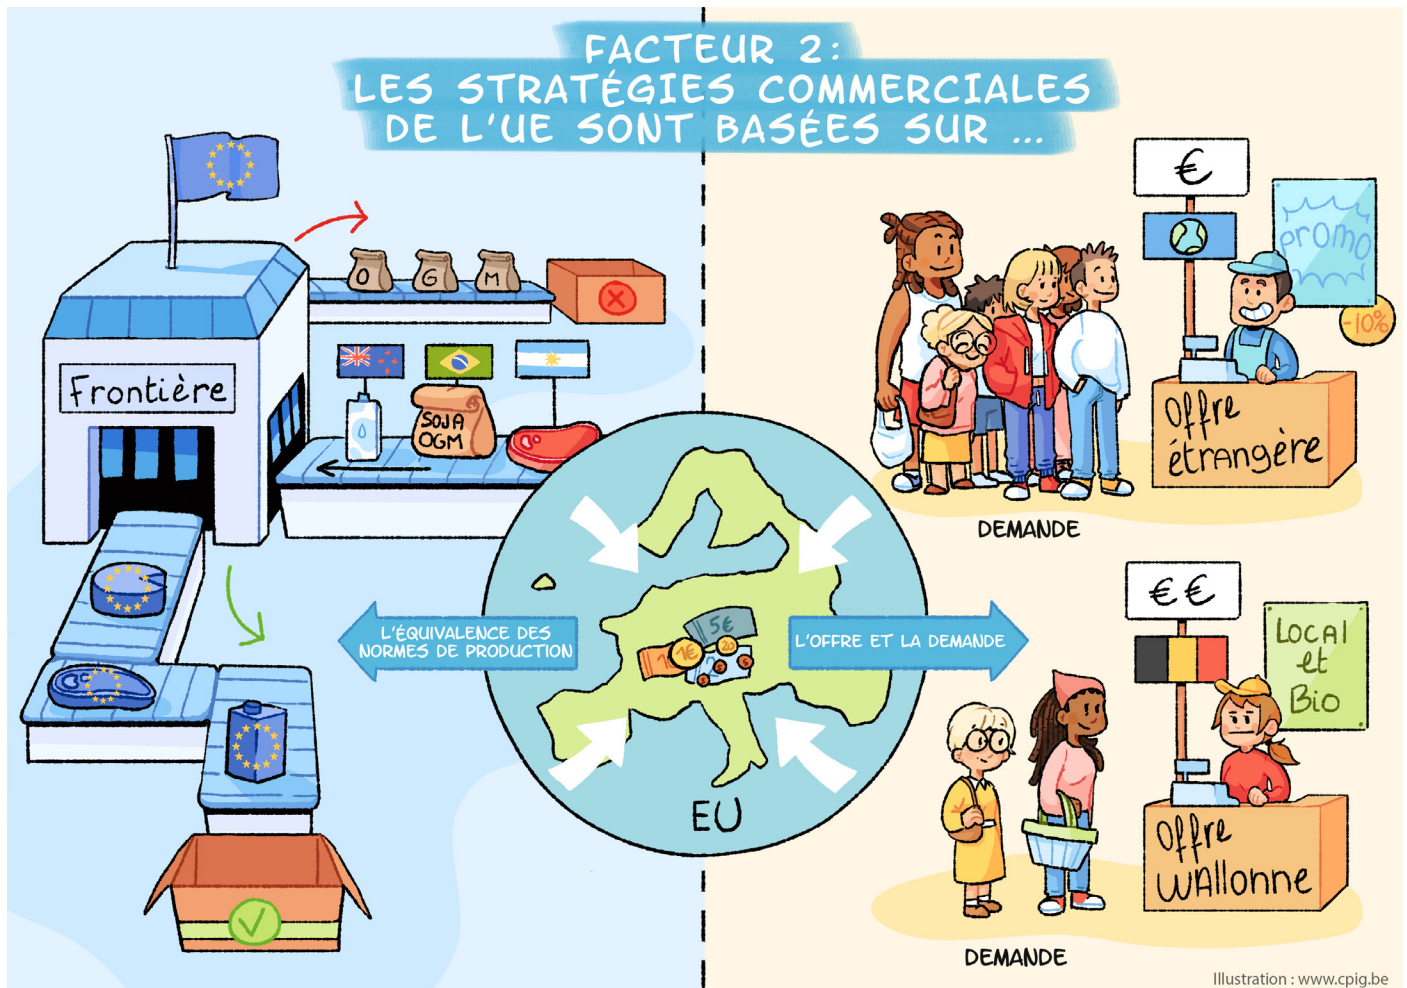 FACTEUR 2 :
LES STRATÉGIES COMMERCIALES
DE L'UE SONT BASÉES SUR ...
O G M
Frontière
SOJA
OGM
L'ÉQUIVALENCE DES
NORMES DE PRODUCTION
5€
1€
20
L'OFFRE ET LA DEMANDE
EU
€
promo
-10%
Offre
étrangère
DEMANDE
€€
Local
et
Bio
Offre
Wallonne
DEMANDE
Illustration : www.cpig.be